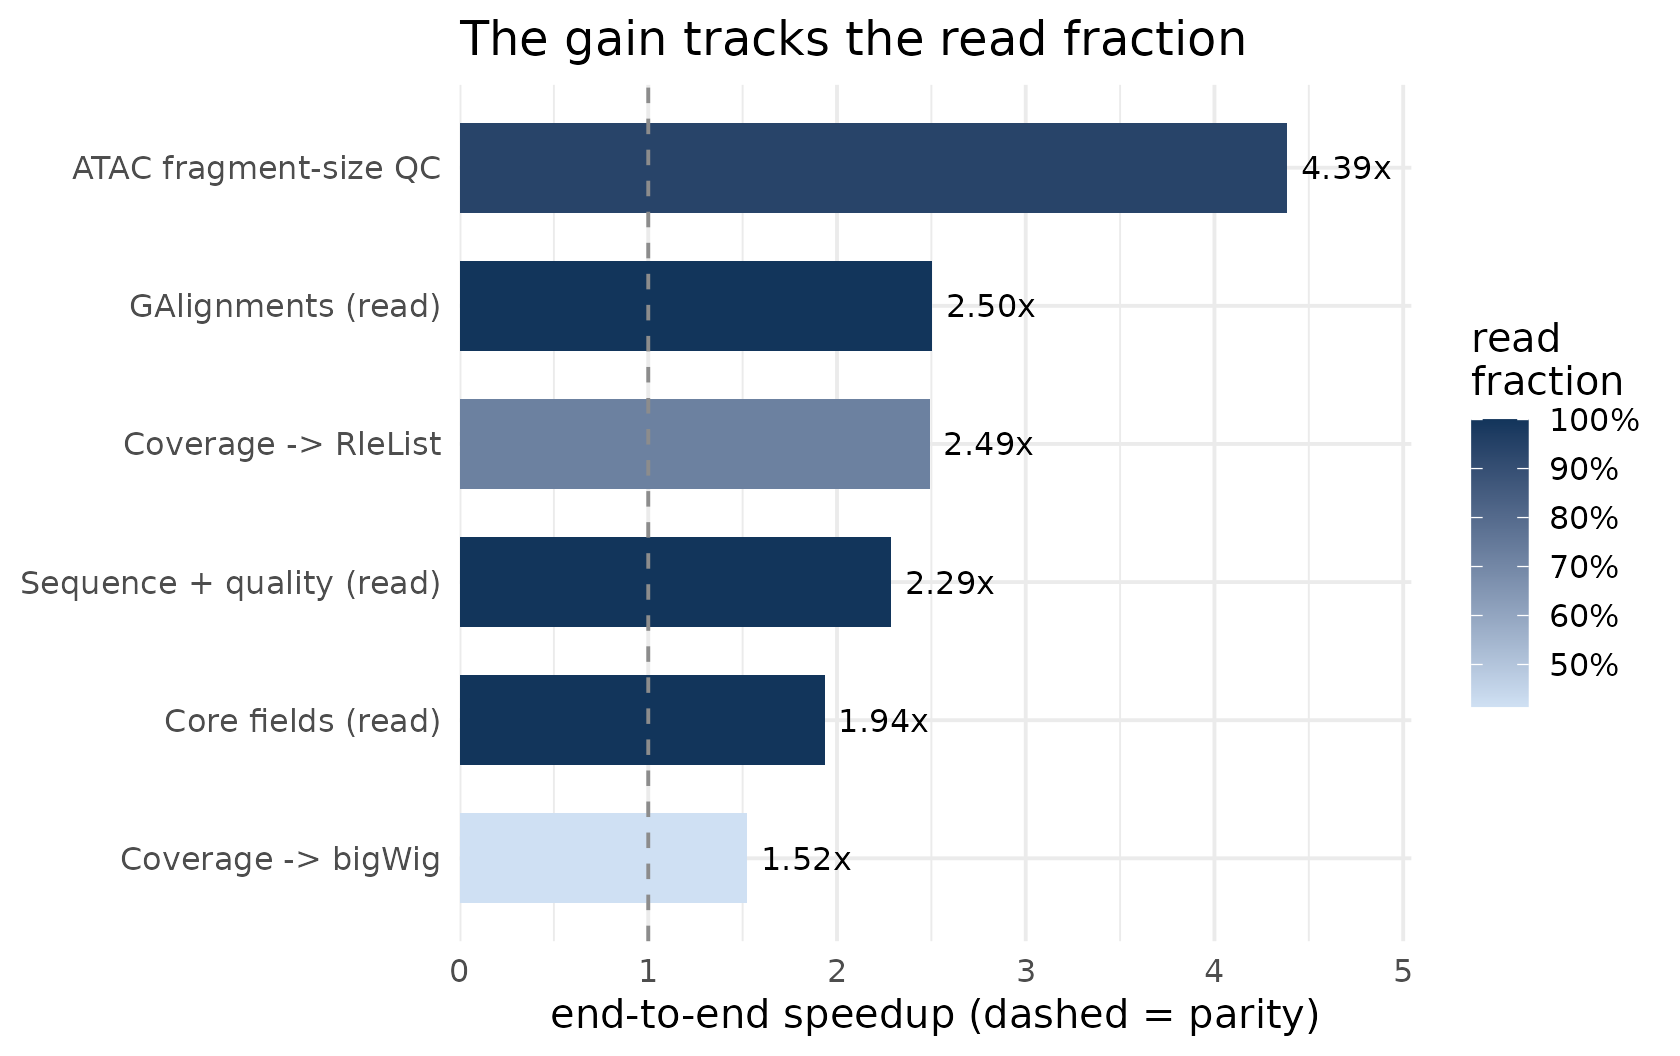 The gain tracks the read fraction
ATAC fragment-size QC
4.39x
GAlignments (read)
2.50x
Coverage -> RleList
2.49x
Sequence + quality (read)
2.29x
Core fields (read)
1.94x
Coverage -> bigWig
1.52x
0 1 2 3 4 5
end-to-end speedup (dashed = parity)
read
fraction
100%
90%
80%
70%
60%
50%